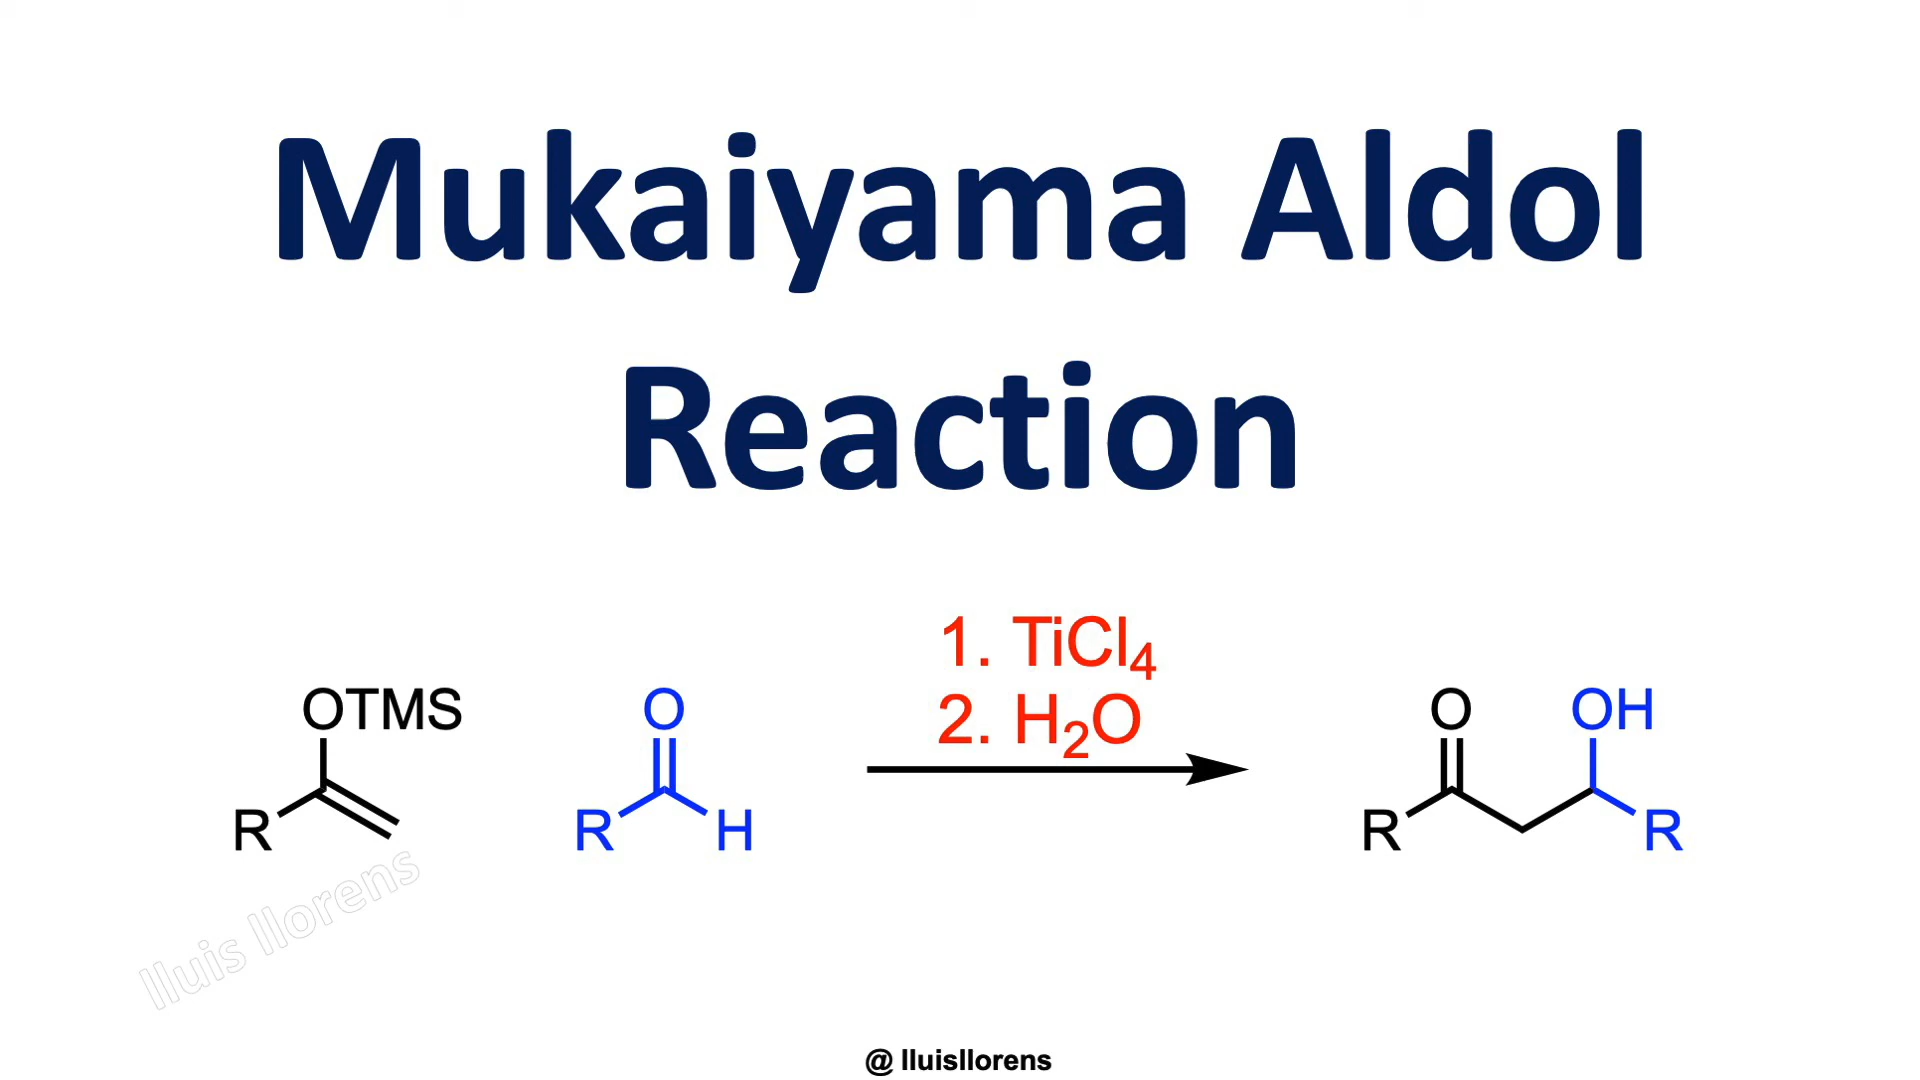 Mukaiyama Aldol
Reaction
1. TiCl₄
2. H₂O
OTMS
R
O
R
H
O
OH
R
R
lluis llorens
@ lluisllorens